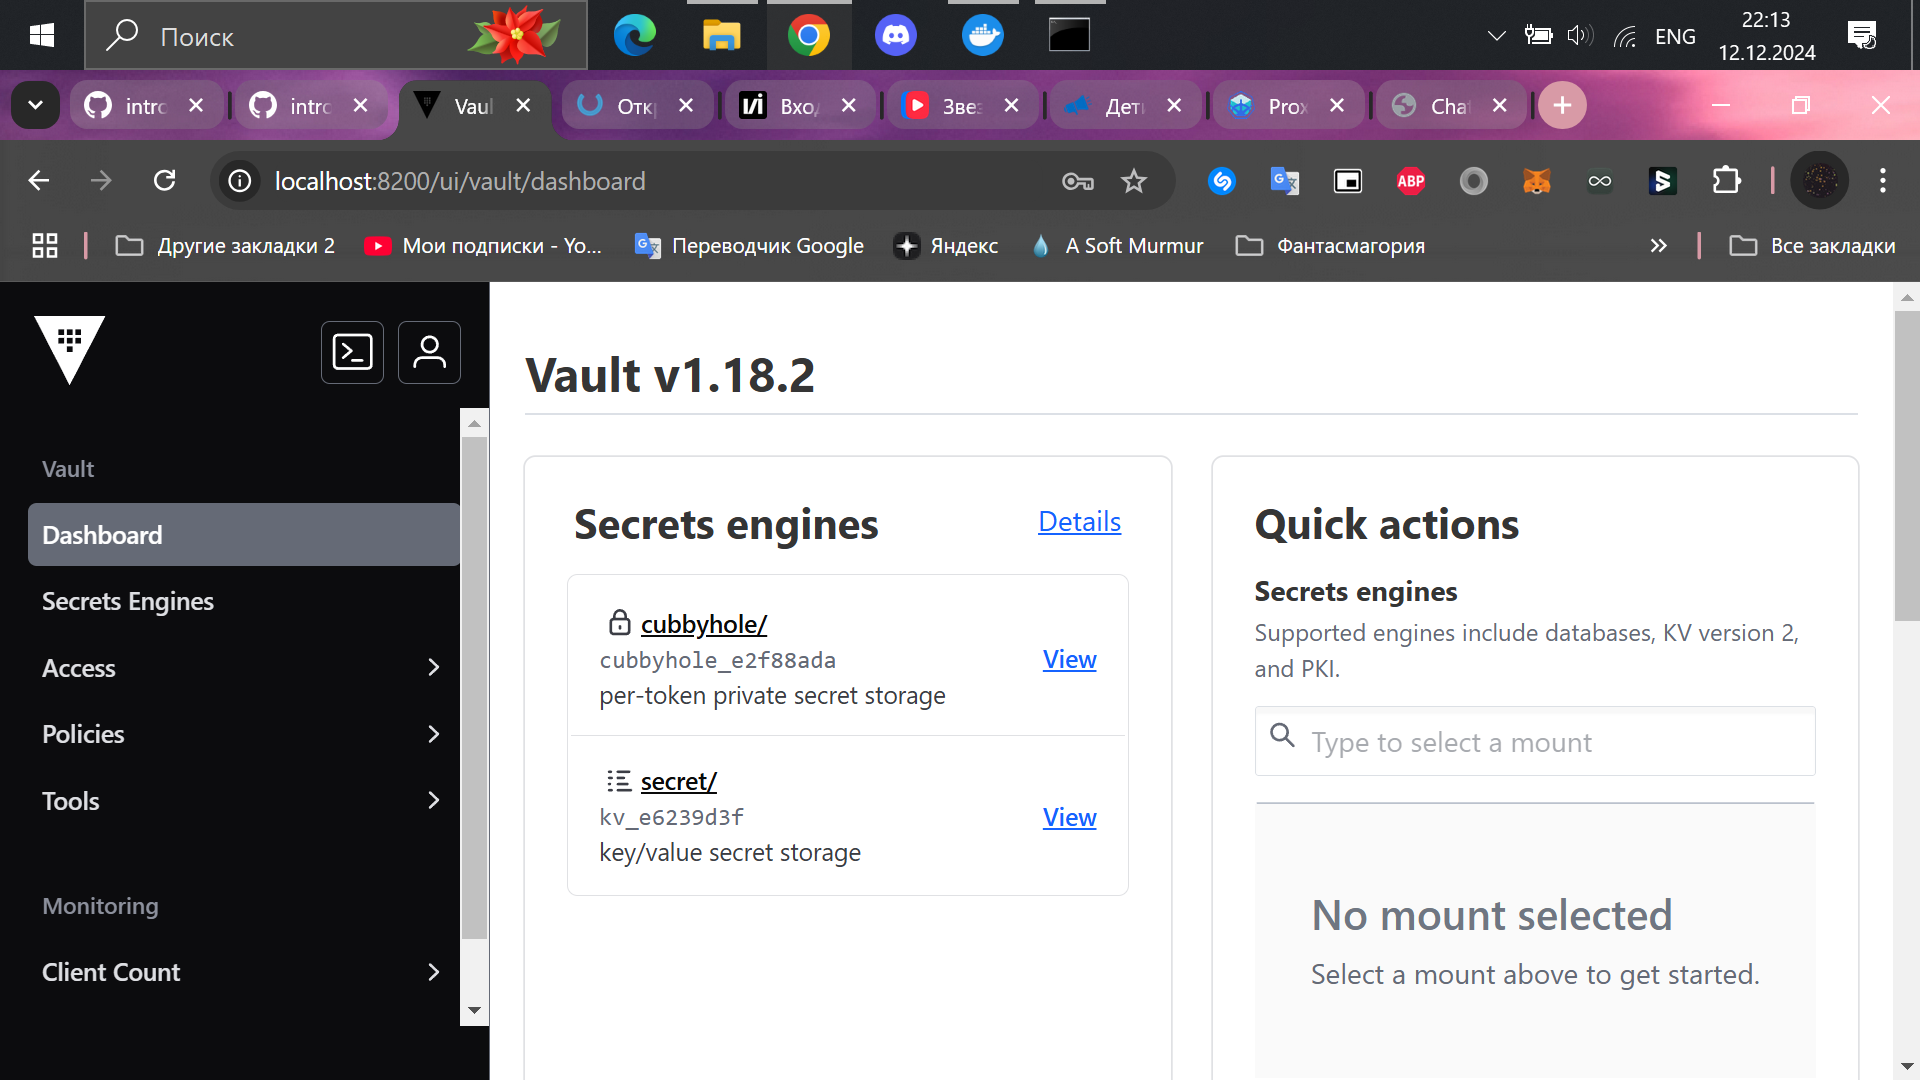 Поиск
ENG
22:13
12.12.2024
intro
intro
Vaul
Отк
Вхо
Зве
Дет
Prox
Chat
localhost:8200/ui/vault/dashboard
ABP
Другие закладки 2
Мои подписки - Yo...
Переводчик Google
Яндекс
A Soft Murmur
Фантасмагория
Все закладки
Vault
Dashboard
Secrets Engines
Access
Policies
Tools
Monitoring
Client Count
Vault v1.18.2
Secrets engines
Details
cubbyhole/
cubbyhole_e2f88ada
per-token private secret storage
View
secret/
kv_e6239d3f
key/value secret storage
View
Quick actions
Secrets engines
Supported engines include databases, KV version 2,
and PKI.
Type to select a mount
No mount selected
Select a mount above to get started.